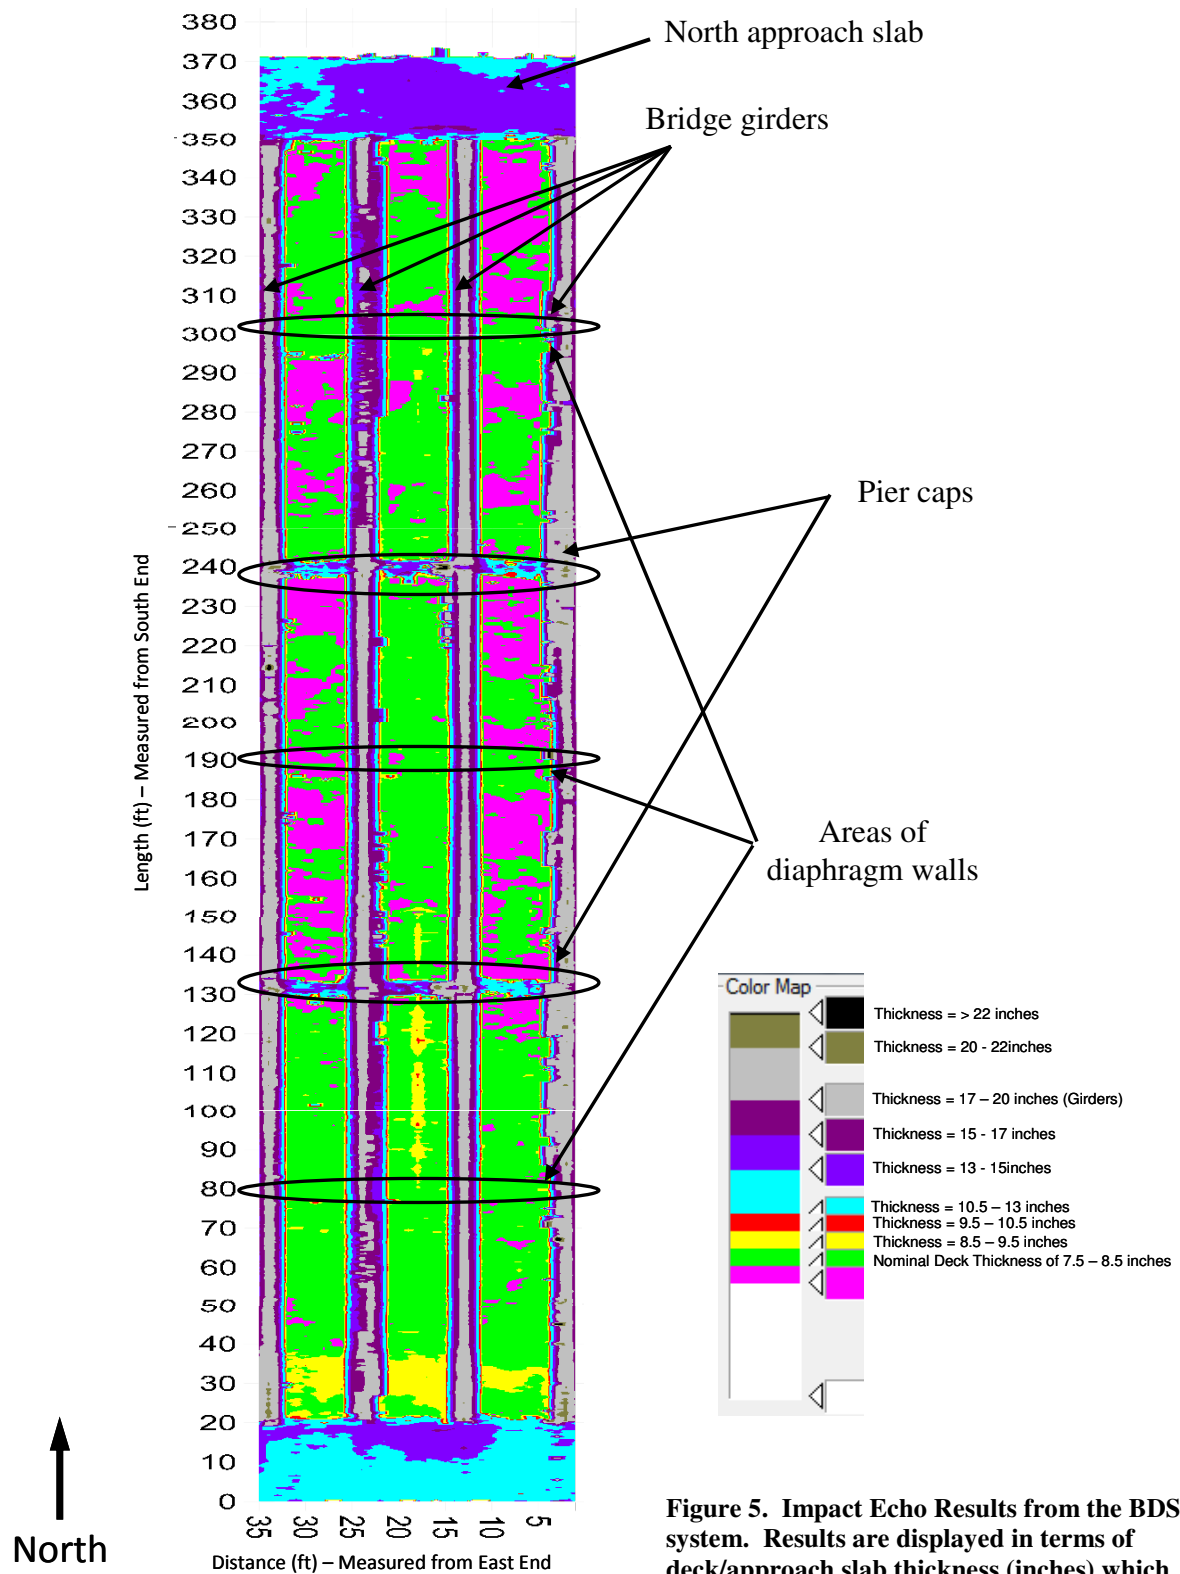 380
370
360
350
340
330
320
310
300
290
280
270
260
250
240
230
220
210
200
190
180
170
160
150
140
130
120
110
100
90
80
70
60
50
40
30
20
10
0
Length (ft) – Measured from South End
35 30 25 20 15 10 5
Distance (ft) – Measured from East End
North
North approach slab
Bridge girders
Pier caps
Areas of
diaphragm walls
Color Map
Thickness = > 22 inches
Thickness = 20 - 22inches
Thickness = 17 – 20 inches (Girders)
Thickness = 15 - 17 inches
Thickness = 13 - 15inches
Thickness = 10.5 – 13 inches
Thickness = 9.5 – 10.5 inches
Thickness = 8.5 – 9.5 inches
Nominal Deck Thickness of 7.5 – 8.5 inches
Figure 5. Impact Echo Results from the BDS
system. Results are displayed in terms of
deck/approach slab thickness (inches) which